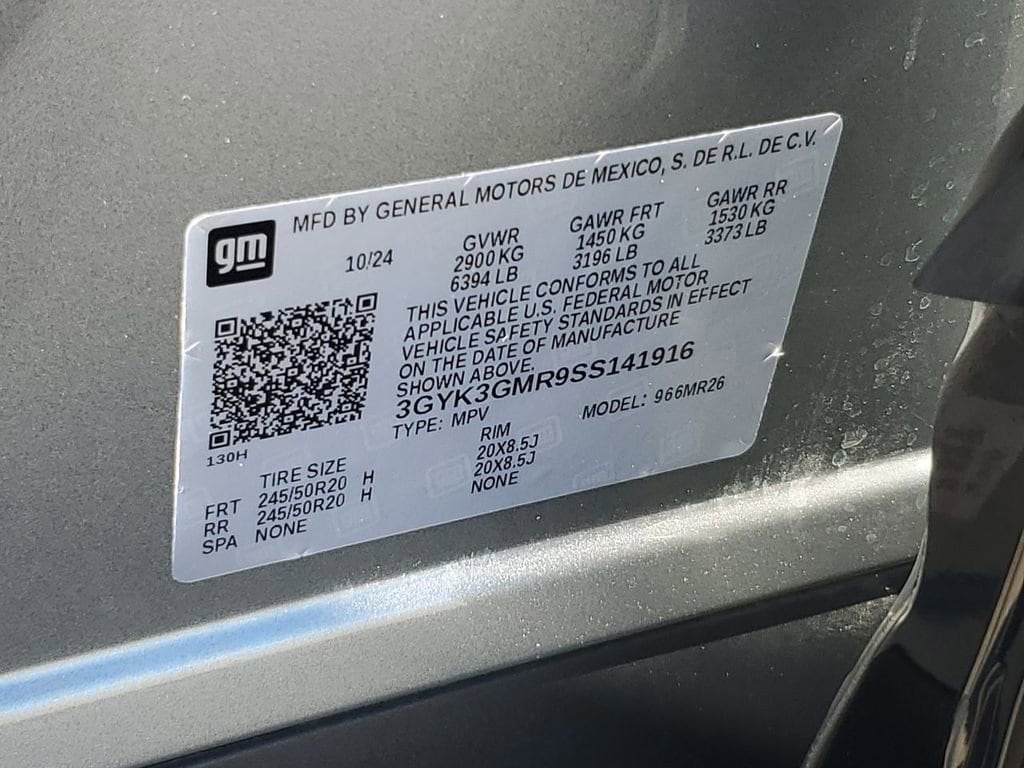 MFD BY GENERAL MOTORS DE MEXICO, S. DE R.L. DE C.V.
gm
10/24
GVWR
2900 KG
6394 LB
GAWR FRT
1450 KG
3196 LB
GAWR RR
1530 KG
3373 LB
THIS VEHICLE CONFORMS TO ALL
APPLICABLE U.S. FEDERAL MOTOR
VEHICLE SAFETY STANDARDS IN EFFECT
ON THE DATE OF MANUFACTURE
SHOWN ABOVE.
3GYK3GMR9SS141916
TYPE: MPV
MODEL: 966MR26
130H
TIRE SIZE
RIM
FRT 245/50R20 H 20X8.5J
RR 245/50R20 H 20X8.5J
SPA NONE NONE